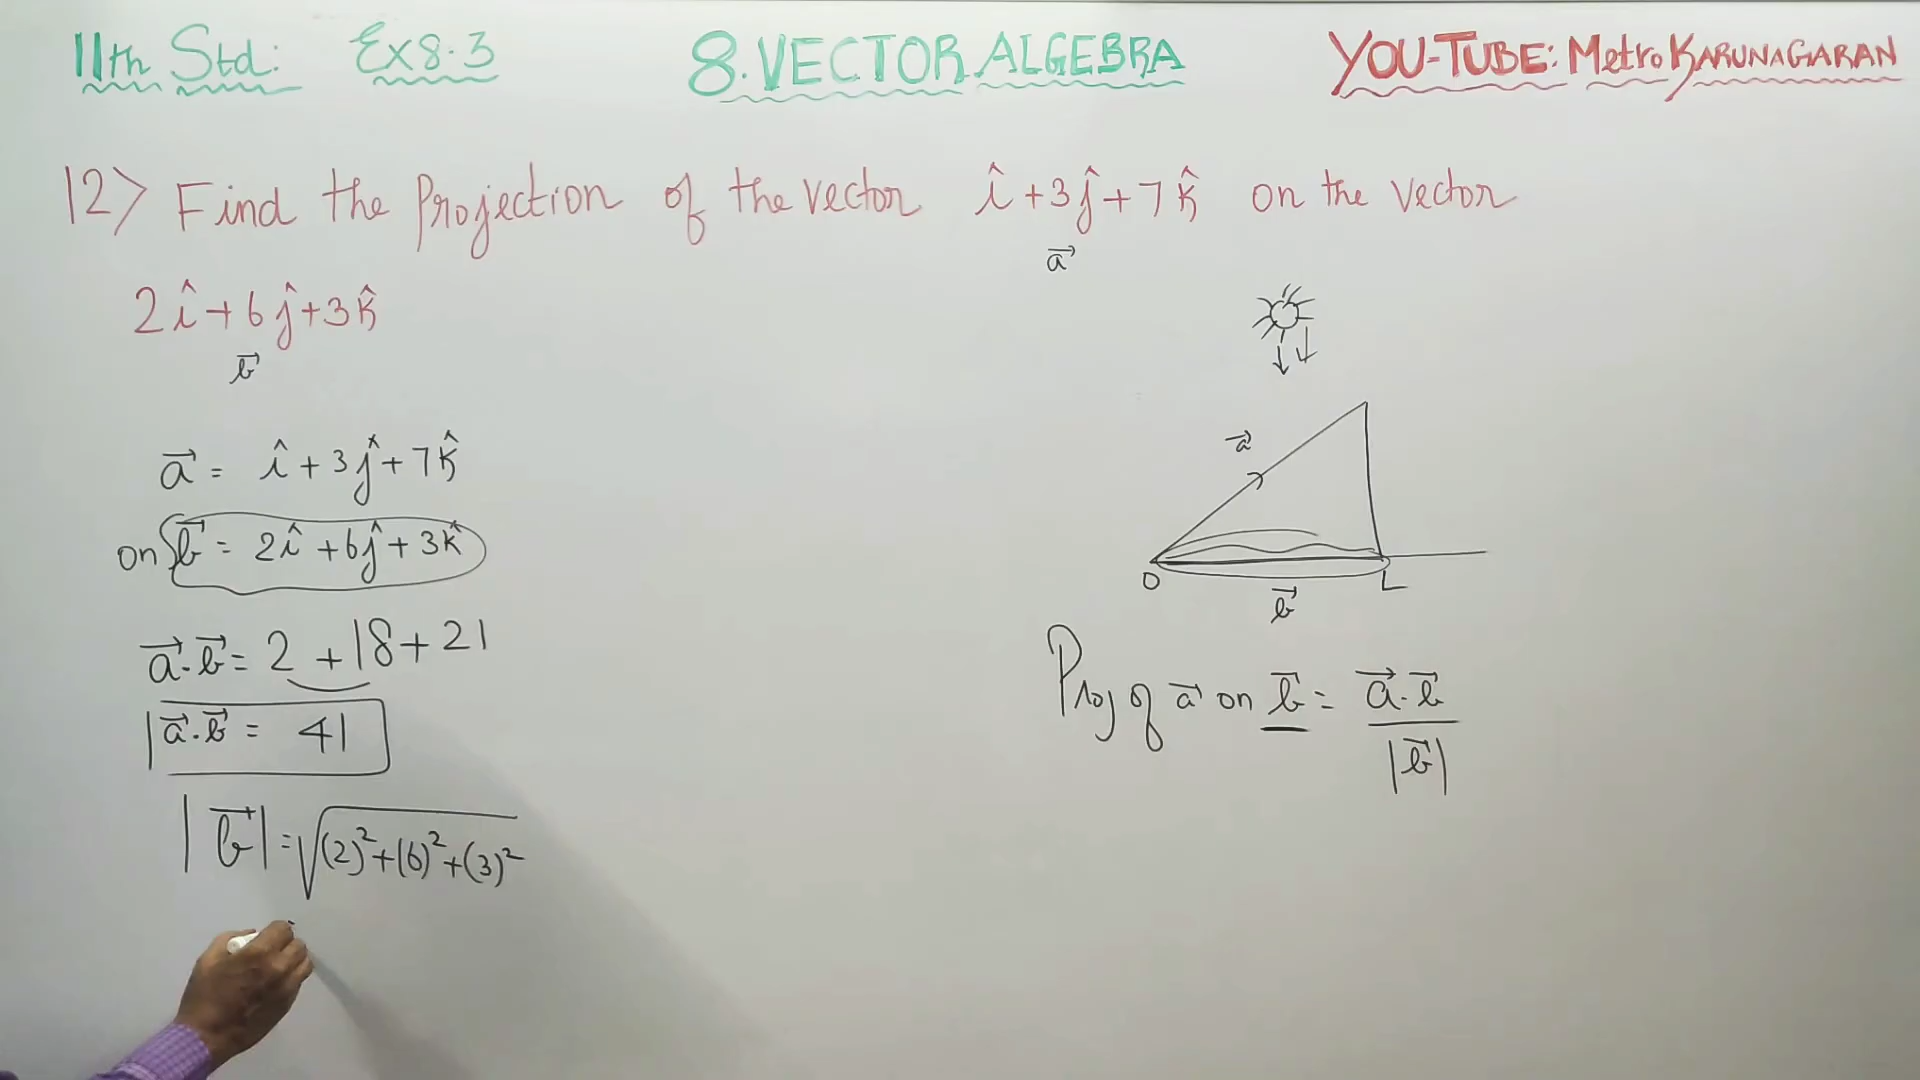 11th Std: Ex 8.3 8. VECTOR ALGEBRA YOU-TUBE: Metro KARUNAGARAN
12> Find the Projection of the vector î + 3ĵ + 7k̂ on the vector
a⃗
2î + 6ĵ + 3k̂
b⃗
a⃗ = î + 3ĵ + 7k̂
on b⃗ = 2î + 6ĵ + 3k̂
a⃗.b⃗ = 2 + 18 + 21
a⃗.b⃗ = 41
|b⃗| = √(2)² + (6)² + (3)²
a⃗
O L
b⃗
Proj of a⃗ on b⃗ = a⃗.b⃗
|b⃗|